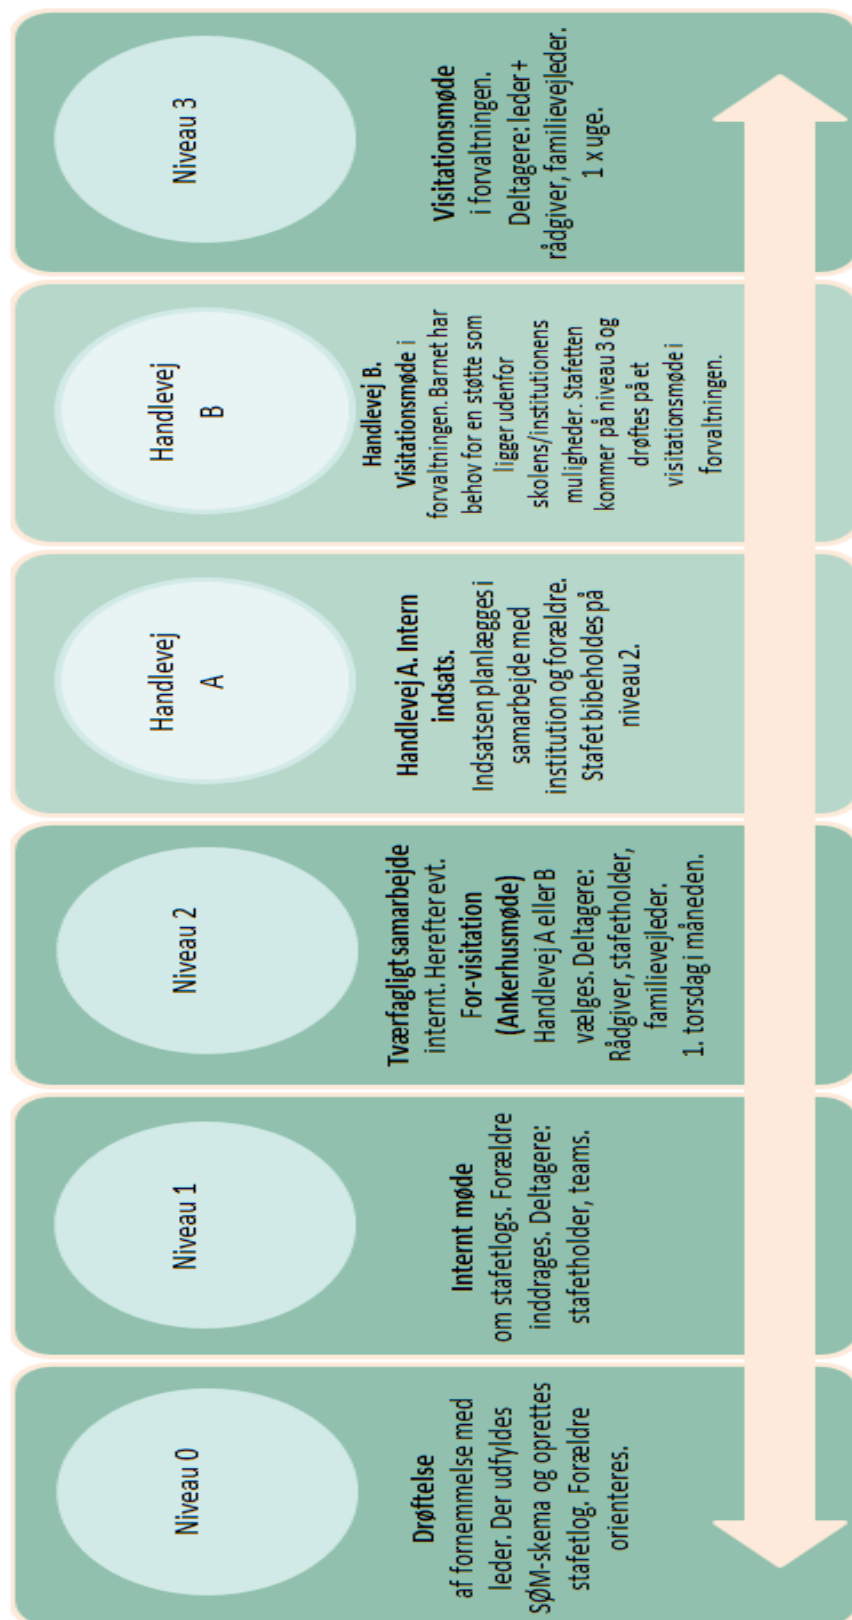 Niveau 0
Drøftelse
af fornemmelse med
leder. Der udfyldes
SØM-skema og oprettes
stafetlog. Forældre
orienteres.
Niveau 1
Internt møde
om stafetlogs. Forældre
inddrages. Deltagere:
stafetholder, teams.
Niveau 2
Tværfagligt samarbejde
internt. Herefter evt.
For-visitation
(Ankerhusmøde)
Handlevej A eller B
vælges. Deltagere:
Rådgiver, stafetholder,
familievejleder.
1. torsdag i måneden.
Handlevej
A
Handlevej A. Intern
indsats.
Indsatsen planlægges i
samarbejde med
institution og forældre.
Stafet bibeholdes på
niveau 2.
Handlevej
B
Handlevej B.
Visitationsmøde i
forvaltningen. Barnet har
behov for en støtte som
ligger udenfor
skolens/institutionens
muligheder. Stafetten
kommer på niveau 3 og
drøftes på et
visitationsmøde i
forvaltningen.
Niveau 3
Visitationsmøde
i forvaltningen.
Deltagere: leder +
rådgiver, familievejleder.
1 x uge.